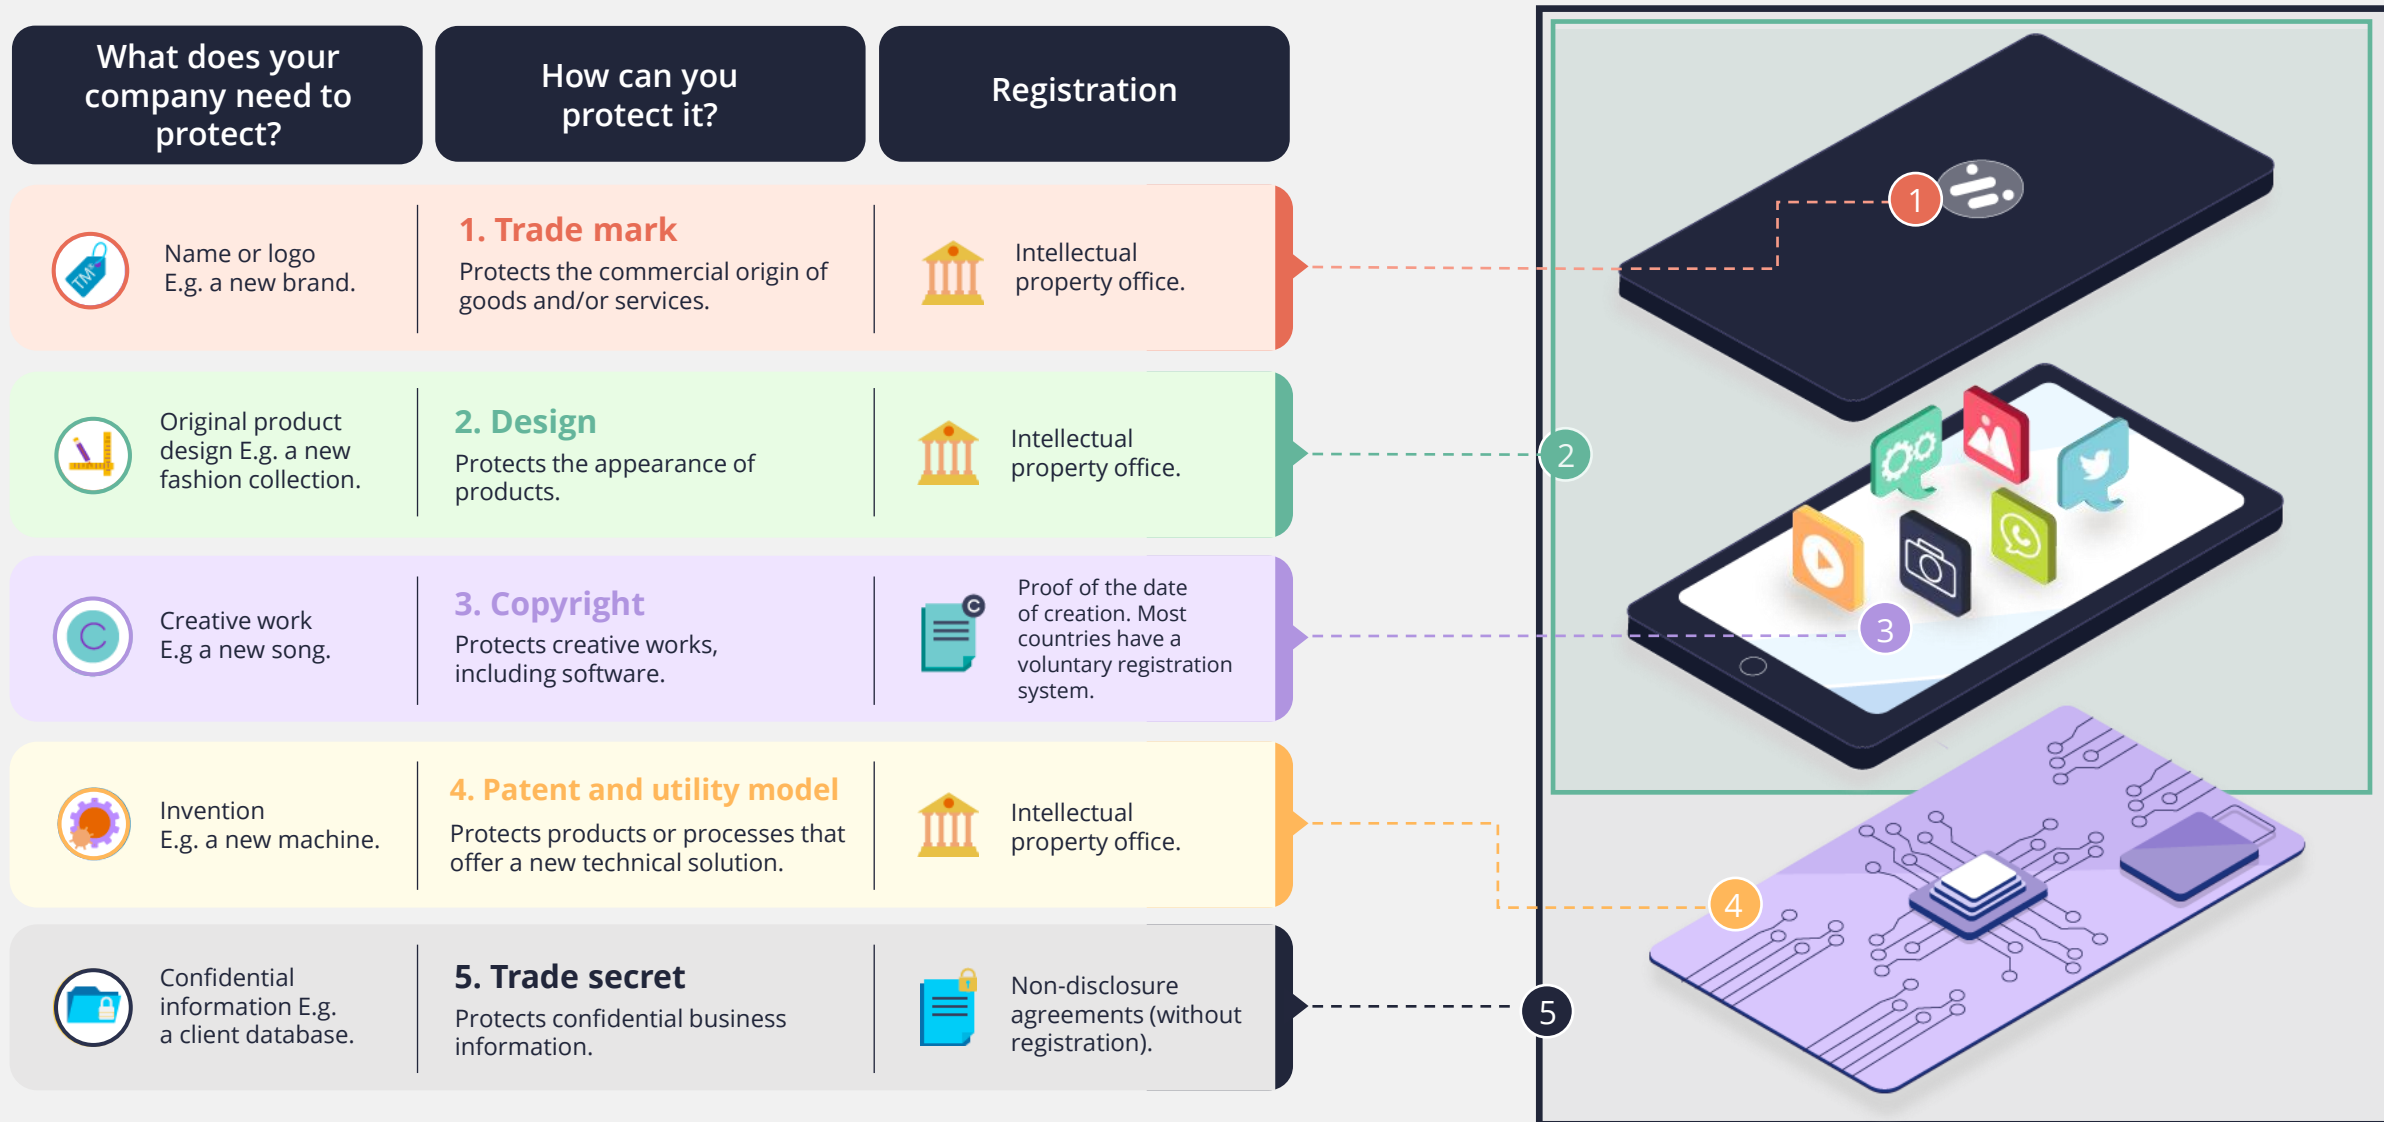 What does your
company need to
protect?
How can you
protect it?
Registration
Name or logo
E.g. a new brand.
1. Trade mark
Protects the commercial origin of
goods and/or services.
Intellectual
property office.
Original product
design E.g. a new
fashion collection.
2. Design
Protects the appearance of
products.
Intellectual
property office.
Creative work
E.g a new song.
3. Copyright
Protects creative works,
including software.
Proof of the date
of creation. Most
countries have a
voluntary registration
system.
Invention
E.g. a new machine.
4. Patent and utility model
Protects products or processes that
offer a new technical solution.
Intellectual
property office.
Confidential
information E.g.
a client database.
5. Trade secret
Protects confidential business
information.
Non-disclosure
agreements (without
registration).
TM
C
C
1
2
3
4
5